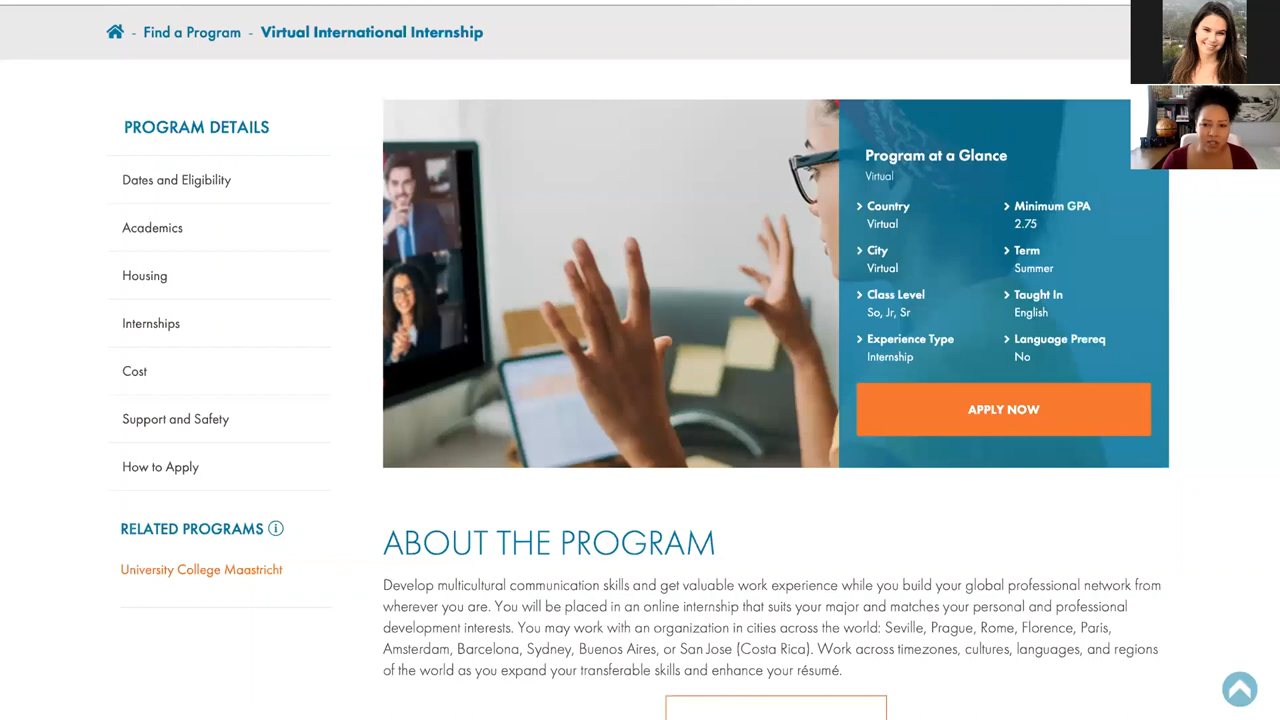 - Find a Program - Virtual International Internship
PROGRAM DETAILS
Dates and Eligibility
Academics
Housing
Internships
Cost
Support and Safety
How to Apply
RELATED PROGRAMS i
University College Maastricht
Program at a Glance
Virtual
> Country
Virtual
> Minimum GPA
2.75
> City
Virtual
> Term
Summer
> Class Level
So, Jr, Sr
> Taught In
English
> Experience Type
Internship
> Language Prereq
No
APPLY NOW
ABOUT THE PROGRAM
Develop multicultural communication skills and get valuable work experience while you build your global professional network from
wherever you are. You will be placed in an online internship that suits your major and matches your personal and professional
development interests. You may work with an organization in cities across the world: Seville, Prague, Rome, Florence, Paris,
Amsterdam, Barcelona, Sydney, Buenos Aires, or San Jose (Costa Rica). Work across timezones, cultures, languages, and regions
of the world as you expand your transferable skills and enhance your résumé.